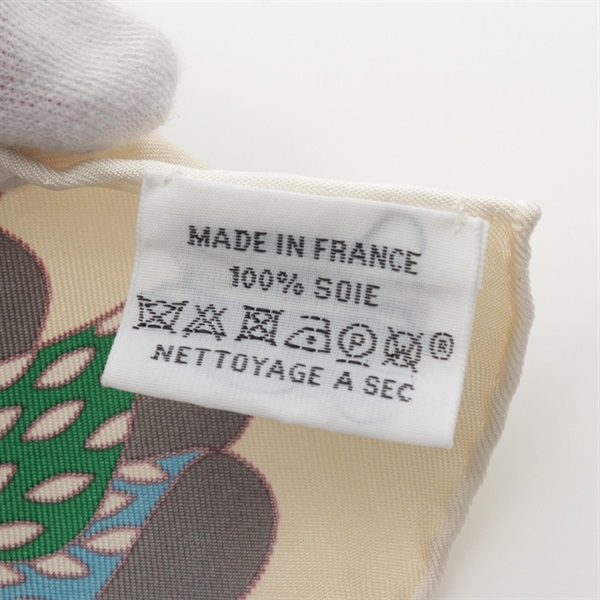 MADE IN FRANCE
100% SOIE
P ®
NETTOYAGE A SEC